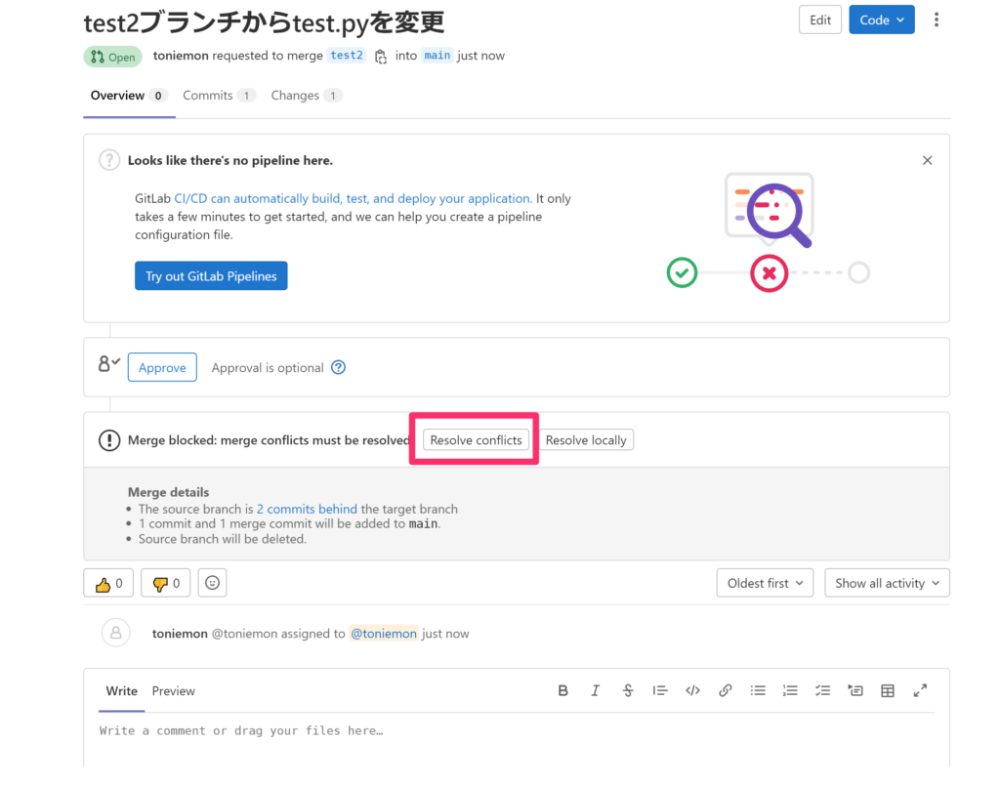 test2ブランチからtest.pyを変更
Edit
Code
Open
toniemon requested to merge test2 into main just now
Overview 0
Commits 1
Changes 1
Looks like there's no pipeline here.
GitLab CI/CD can automatically build, test, and deploy your application. It only
takes a few minutes to get started, and we can help you create a pipeline
configuration file.
Try out GitLab Pipelines
Approve
Approval is optional
Merge blocked: merge conflicts must be resolved
Resolve conflicts
Resolve locally
Merge details
The source branch is 2 commits behind the target branch
1 commit and 1 merge commit will be added to main.
Source branch will be deleted.
0
0
Oldest first
Show all activity
toniemon @toniemon assigned to @toniemon just now
Write
Preview
Write a comment or drag your files here…